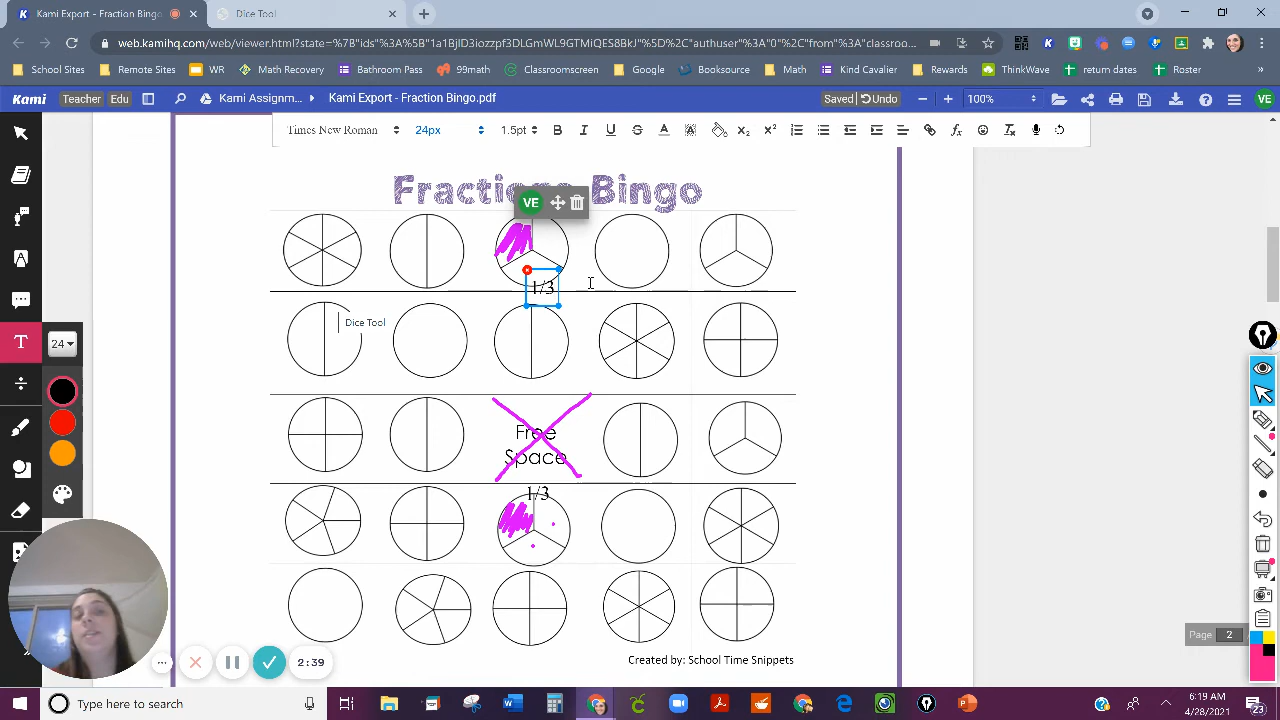 Kami Export - Fraction Bingo
Dice Tool
web.kamihq.com/web/viewer.html?state=%7B"ids"%3A%5B"1a1BjID3iozzpf3DLGmWL9GTMiQES8BkJ"%5D%2C"authuser"%3A"0"%2C"from"%3A"classroo...
School Sites
Remote Sites
WR
Math Recovery
Bathroom Pass
99math
Classroomscreen
Google
Booksource
Math
Kind Cavalier
Rewards
ThinkWave
return dates
Roster
»
Kami
Teacher
Edu
Kami Assignm...
Kami Export - Fraction Bingo.pdf
Saved
Undo
100%
VE
Times New Roman
24px
1.5pt
Fractions Bingo
VE
1/3
Dice Tool
24
Free
Space
1/3
Created by: School Time Snippets
Page 2
2:39
Type here to search
6:19 AM
4/28/2021